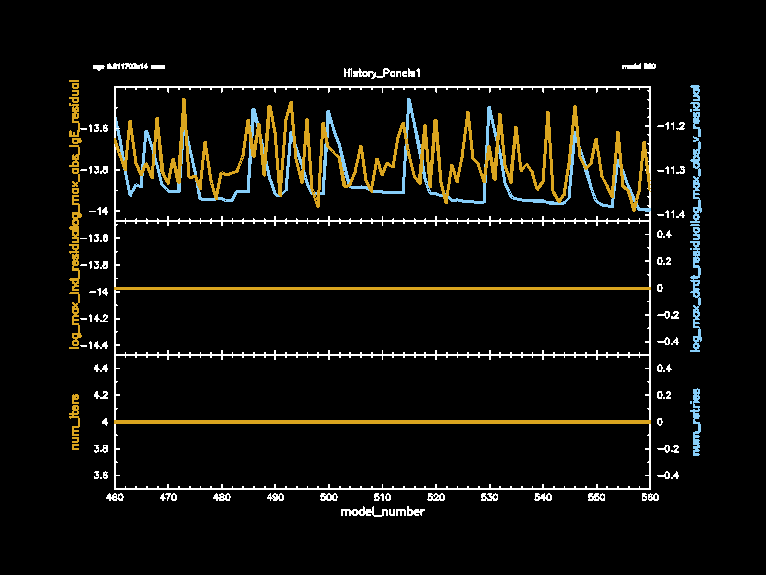 age 9.811703e14 secs
model 560
History_Panels1
log_max_abs_lgE_residual
-13.6
-13.8
-14
-11.2
-11.3
-11.4
log_max_abs_v_residual
log_max_lnd_residual
-13.6
-13.8
-14
-14.2
-14.4
0.4
0.2
0
-0.2
-0.4
log_max_drdt_residual
num_iters
4.4
4.2
4
3.8
3.6
0.4
0.2
0
-0.2
-0.4
num_retries
460 470 480 490 500 510 520 530 540 550 560
model_number